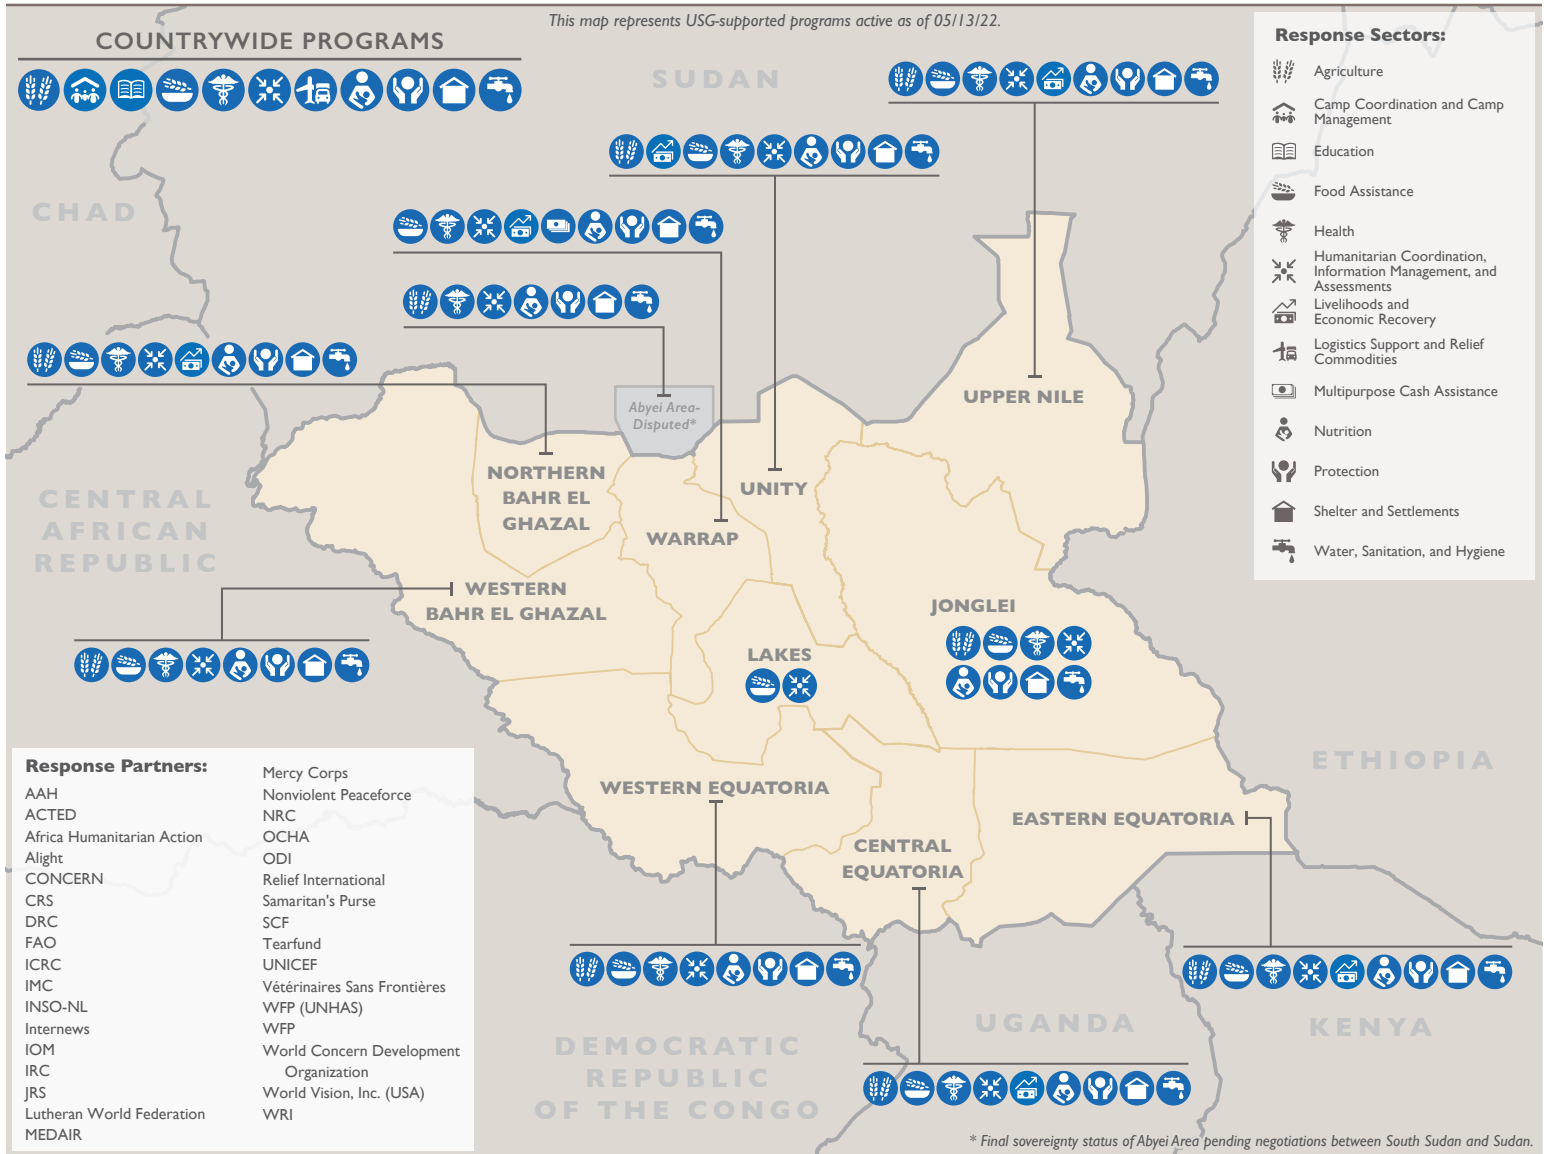 This map represents USG-supported programs active as of 05/13/22.
COUNTRYWIDE PROGRAMS
SUDAN
CHAD
CENTRAL
AFRICAN
REPUBLIC
Response Sectors:
Agriculture
Camp Coordination and Camp
Management
Education
Food Assistance
Health
Humanitarian Coordination,
Information Management, and
Assessments
Livelihoods and
Economic Recovery
Logistics Support and Relief
Commodities
Multipurpose Cash Assistance
Nutrition
Protection
Shelter and Settlements
Water, Sanitation, and Hygiene
UPPER NILE
Abyei Area-
Disputed*
NORTHERN
BAHR EL
GHAZAL
UNITY
WARRAP
WESTERN
BAHR EL GHAZAL
JONGLEI
LAKES
WESTERN EQUATORIA
CENTRAL
EQUATORIA
EASTERN EQUATORIA
ETHIOPIA
KENYA
UGANDA
DEMOCRATIC
REPUBLIC
OF THE CONGO
Response Partners:
AAH
ACTED
Africa Humanitarian Action
Alight
CONCERN
CRS
DRC
FAO
ICRC
IMC
INSO-NL
Internews
IOM
IRC
JRS
Lutheran World Federation
MEDAIR
Mercy Corps
Nonviolent Peaceforce
NRC
OCHA
ODI
Relief International
Samaritan's Purse
SCF
Tearfund
UNICEF
Vétérinaires Sans Frontières
WFP (UNHAS)
WFP
World Concern Development
Organization
World Vision, Inc. (USA)
WRI
* Final sovereignty status of Abyei Area pending negotiations between South Sudan and Sudan.